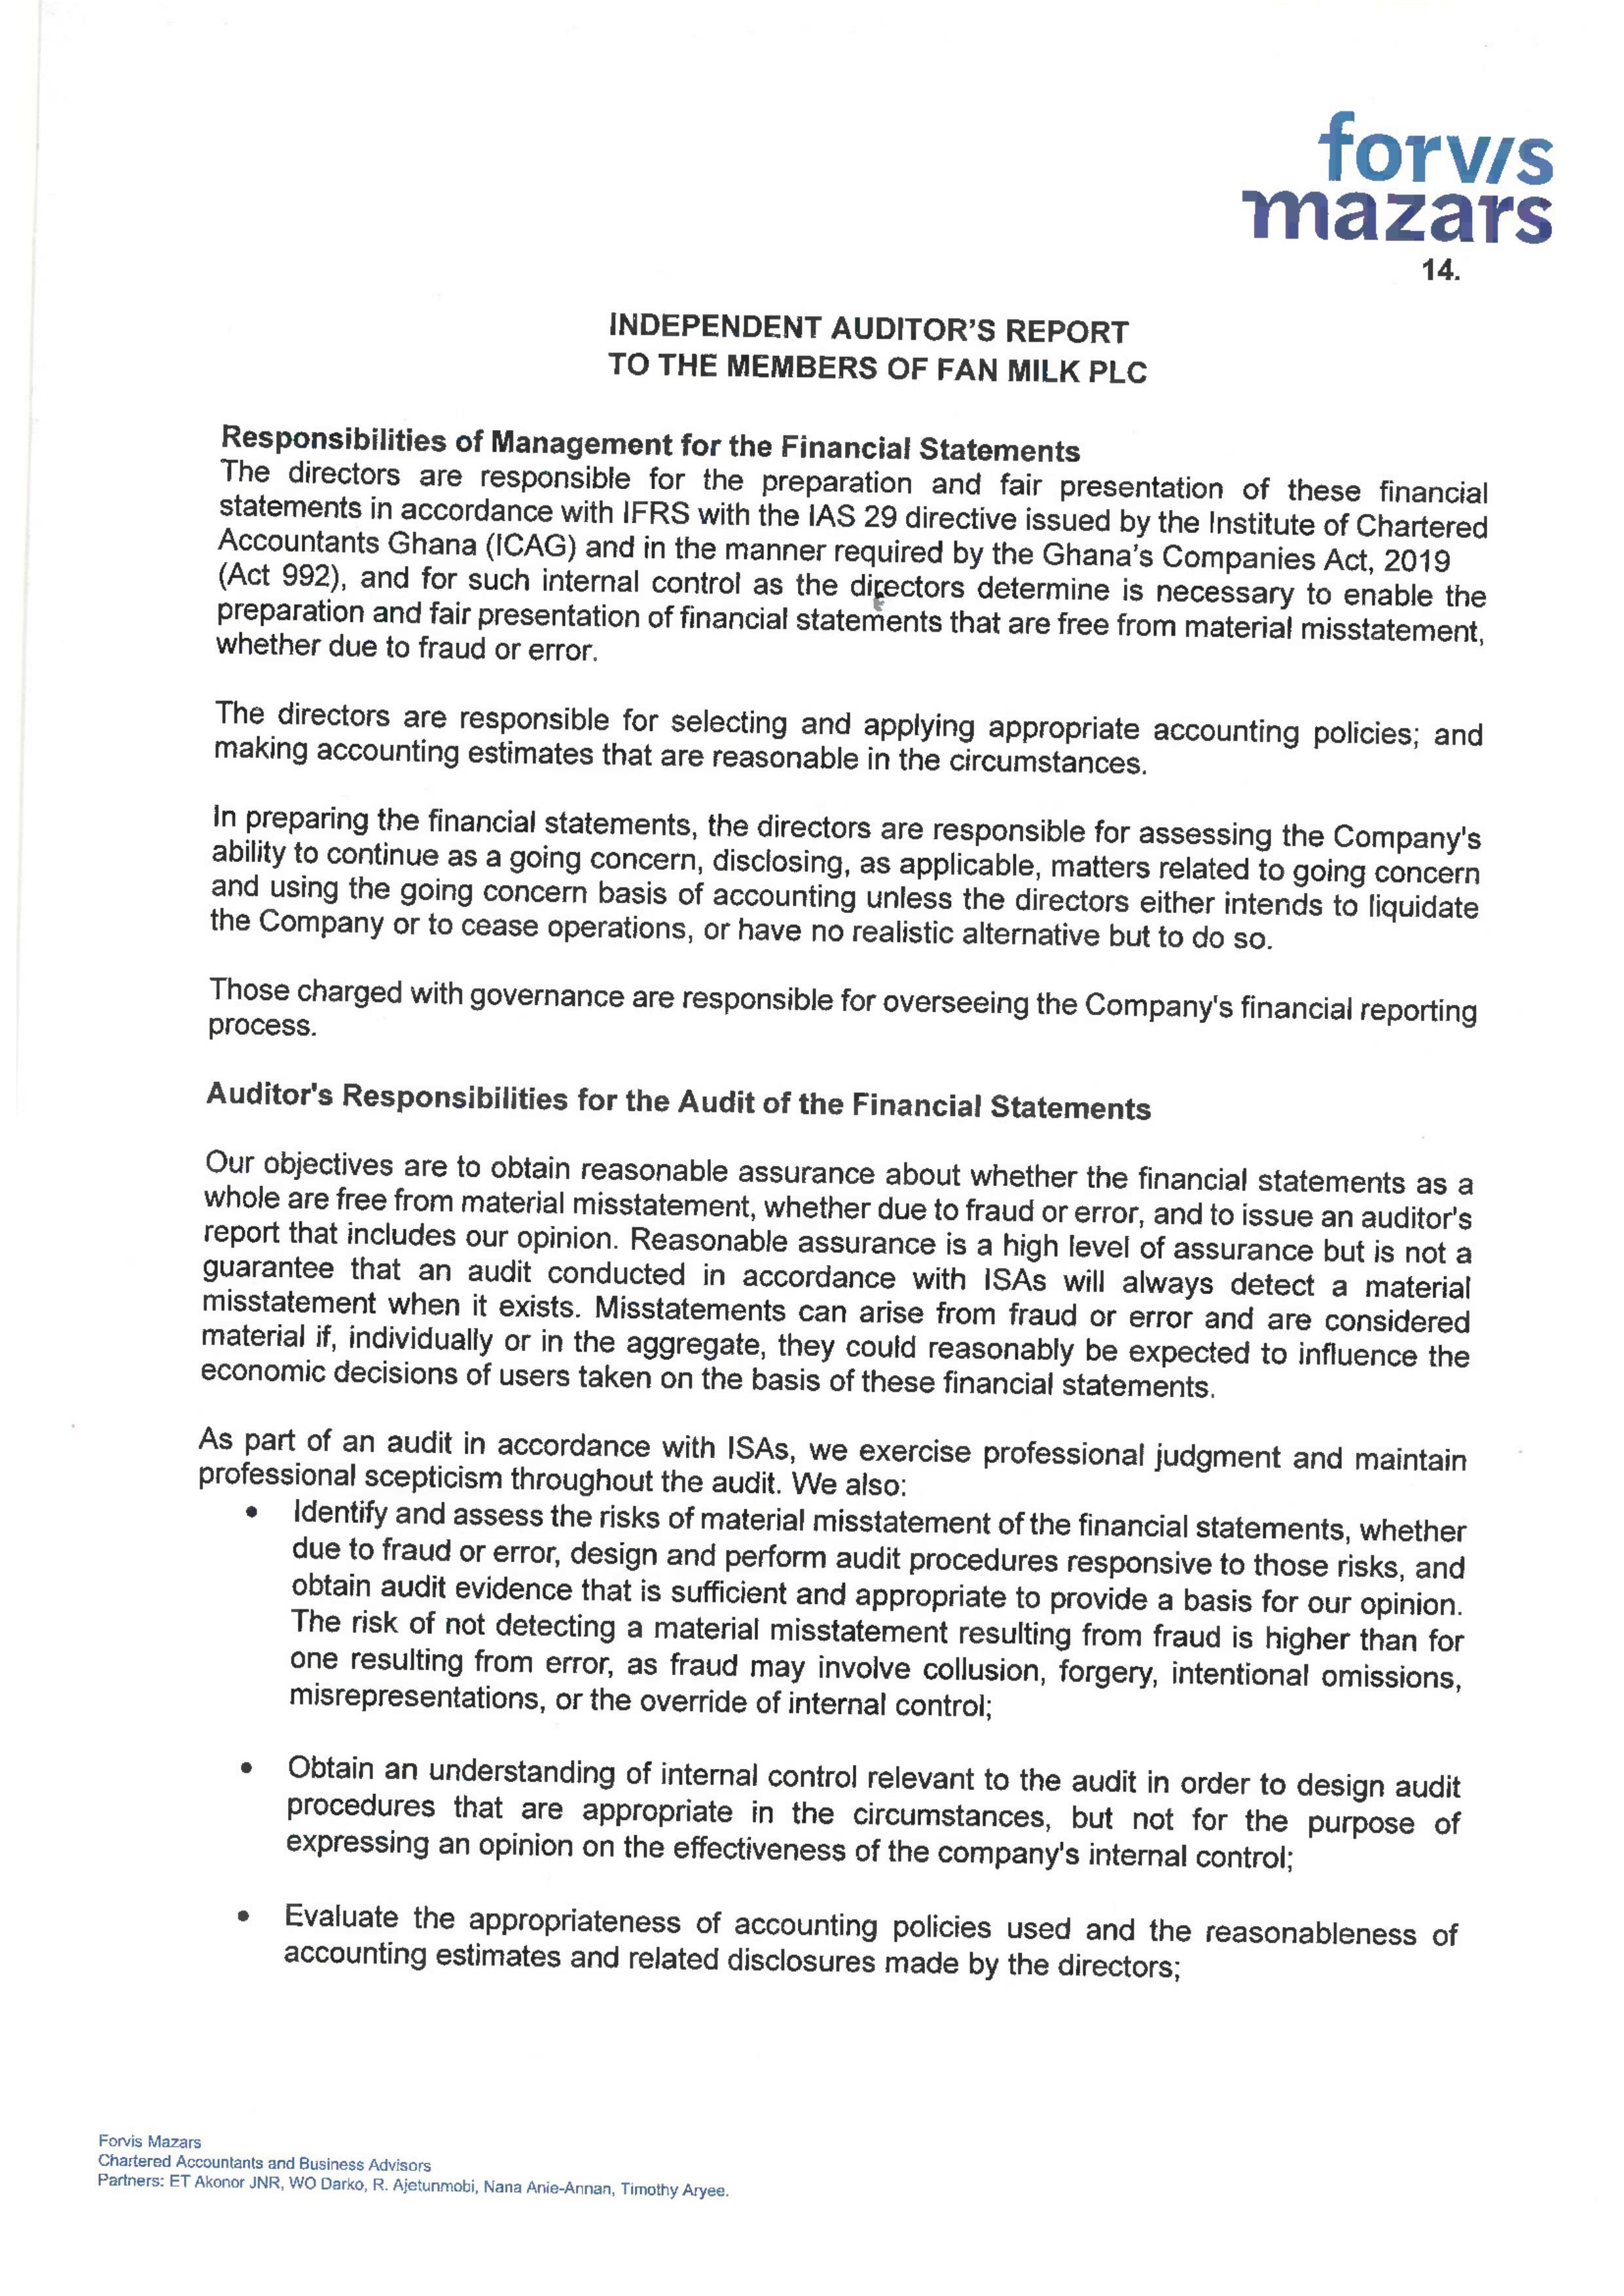 forvis
mazars
14.
INDEPENDENT AUDITOR'S REPORT
TO THE MEMBERS OF FAN MILK PLC
Responsibilities of Management for the Financial Statements
The directors are responsible for the preparation and fair presentation of these financial
statements in accordance with IFRS with the IAS 29 directive issued by the Institute of Chartered
Accountants Ghana (ICAG) and in the manner required by the Ghana's Companies Act, 2019
(Act 992), and for such internal control as the directors determine is necessary to enable the
preparation and fair presentation of financial statements that are free from material misstatement,
whether due to fraud or error.
The directors are responsible for selecting and applying appropriate accounting policies; and
making accounting estimates that are reasonable in the circumstances.
In preparing the financial statements, the directors are responsible for assessing the Company's
ability to continue as a going concern, disclosing, as applicable, matters related to going concern
and using the going concern basis of accounting unless the directors either intends to liquidate
the Company or to cease operations, or have no realistic alternative but to do so.
Those charged with governance are responsible for overseeing the Company's financial reporting
process.
Auditor's Responsibilities for the Audit of the Financial Statements
Our objectives are to obtain reasonable assurance about whether the financial statements as a
whole are free from material misstatement, whether due to fraud or error, and to issue an auditor's
report that includes our opinion. Reasonable assurance is a high level of assurance but is not a
guarantee that an audit conducted in accordance with ISAs will always detect a material
misstatement when it exists. Misstatements can arise from fraud or error and are considered
material if, individually or in the aggregate, they could reasonably be expected to influence the
economic decisions of users taken on the basis of these financial statements.
As part of an audit in accordance with ISAs, we exercise professional judgment and maintain
professional scepticism throughout the audit. We also:
• Identify and assess the risks of material misstatement of the financial statements, whether
due to fraud or error, design and perform audit procedures responsive to those risks, and
obtain audit evidence that is sufficient and appropriate to provide a basis for our opinion.
The risk of not detecting a material misstatement resulting from fraud is higher than for
one resulting from error, as fraud may involve collusion, forgery, intentional omissions,
misrepresentations, or the override of internal control;
• Obtain an understanding of internal control relevant to the audit in order to design audit
procedures that are appropriate in the circumstances, but not for the purpose of
expressing an opinion on the effectiveness of the company's internal control;
• Evaluate the appropriateness of accounting policies used and the reasonableness of
accounting estimates and related disclosures made by the directors;
Forvis Mazars
Chartered Accountants and Business Advisors
Partners: ET Akonor JNR, WO Darko, R. Ajetunmobi, Nana Anie-Annan, Timothy Aryee.